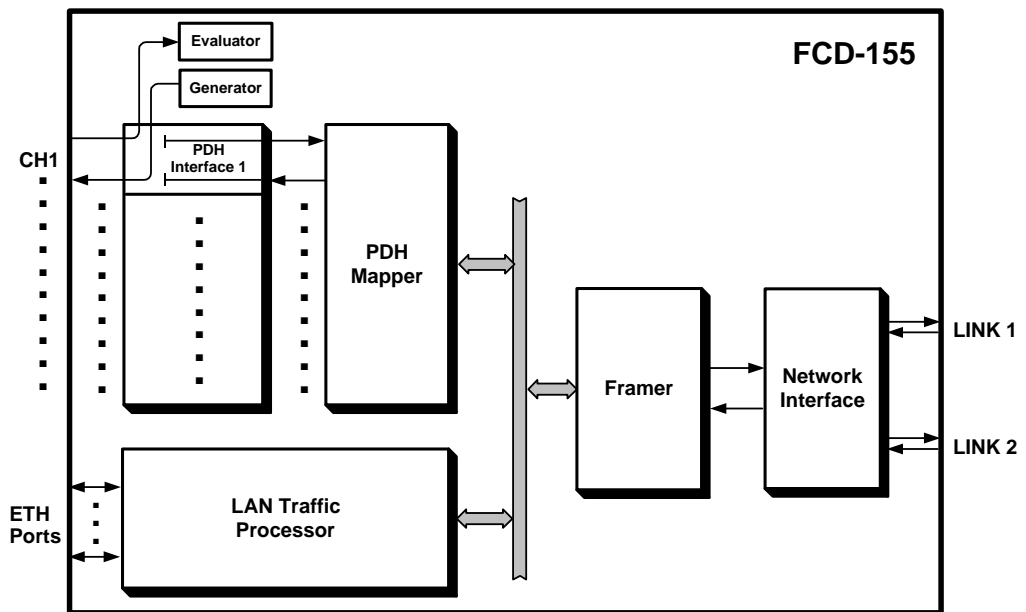 Evaluator
FCD-155
Generator
CH1
PDH
Interface 1
PDH
Mapper
LINK 1
Framer
Network
Interface
LINK 2
LAN Traffic
Processor
ETH
Ports